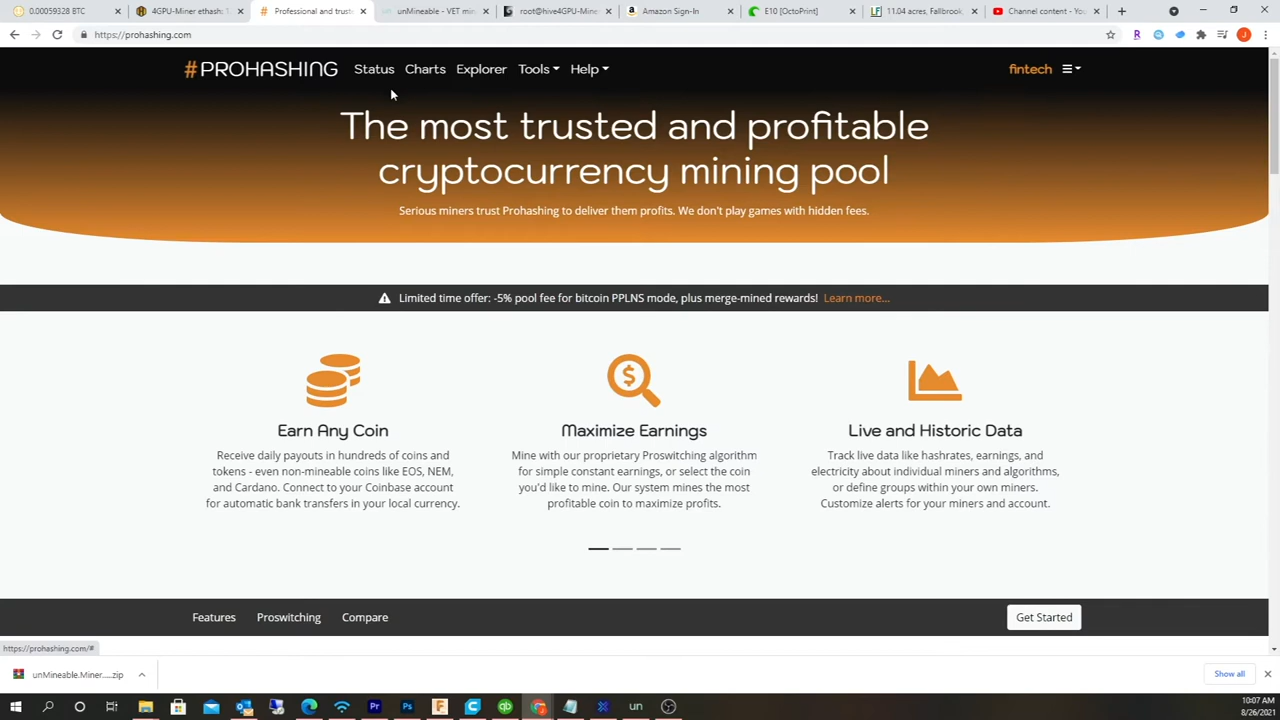 0.00059328 BTC
4GPU-Miner ethash: 1
Professional and trust
unMineable - VET min
root@hive4GPU-Miner
Amazon Sign-In
E10 [OctoPrint]
11.04 acres, Fallbrook,
Channel content - You
https://prohashing.com
#PROHASHING
Status
Charts
Explorer
Tools
Help
fintech
The most trusted and profitable
cryptocurrency mining pool
Serious miners trust Prohashing to deliver them profits. We don't play games with hidden fees.
Limited time offer: -5% pool fee for bitcoin PPLNS mode, plus merge-mined rewards! Learn more...
Earn Any Coin
Receive daily payouts in hundreds of coins and
tokens - even non-mineable coins like EOS, NEM,
and Cardano. Connect to your Coinbase account
for automatic bank transfers in your local currency.
Maximize Earnings
Mine with our proprietary Proswitching algorithm
for simple constant earnings, or select the coin
you'd like to mine. Our system mines the most
profitable coin to maximize profits.
Live and Historic Data
Track live data like hashrates, earnings, and
electricity about individual miners and algorithms,
or define groups within your own miners.
Customize alerts for your miners and account.
Features
Proswitching
Compare
Get Started
https://prohashing.com/#
unMineable.Miner.....zip
Show all
10:07 AM
8/26/2021